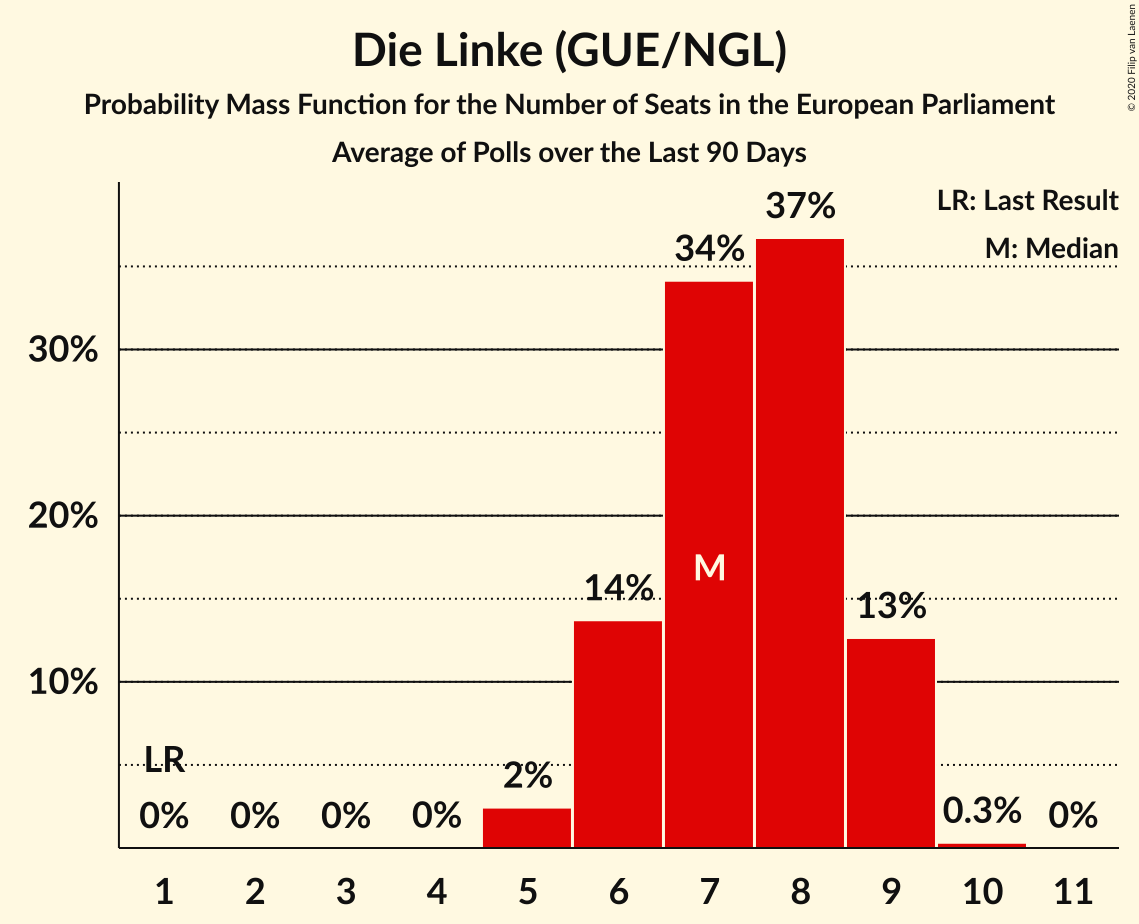 Die Linke (GUE/NGL)
Probability Mass Function for the Number of Seats in the European Parliament
Average of Polls over the Last 90 Days
© 2020 Filip van Laenen
LR: Last Result
M: Median
37%
34%
30%
20%
M
14%
13%
10%
LR
2%
0%
0%
0%
0%
0.3%
0%
1 2 3 4 5 6 7 8 9 10 11